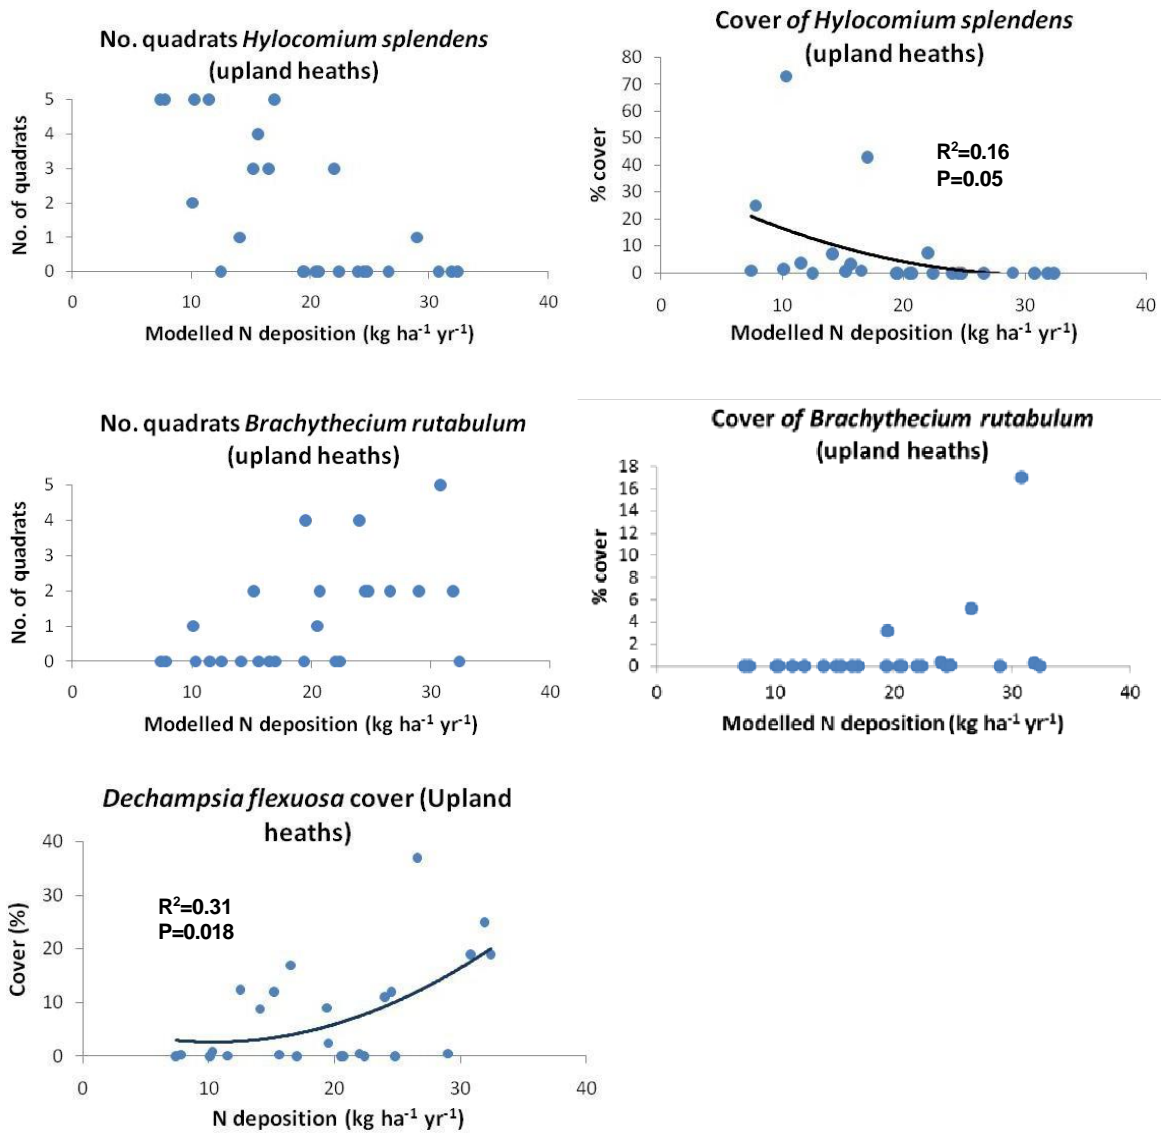 No. quadrats Hylocomium splendens
(upland heaths)
No. of quadrats
5
4
3
2
1
0
0 10 20 30 40
Modelled N deposition (kg ha⁻¹ yr⁻¹)
Cover of Hylocomium splendens
(upland heaths)
% cover
80
70
60
50
40
30
20
10
0
R²=0.16
P=0.05
0 10 20 30 40
Modelled N deposition (kg ha⁻¹ yr⁻¹)
No. quadrats Brachythecium rutabulum
(upland heaths)
No. of quadrats
5
4
3
2
1
0
0 10 20 30 40
Modelled N deposition (kg ha⁻¹ yr⁻¹)
Cover of Brachythecium rutabulum
(upland heaths)
% cover
18
16
14
12
10
8
6
4
2
0
0 10 20 30 40
Modelled N deposition (kg ha⁻¹ yr⁻¹)
Dechampsia flexuosa cover (Upland
heaths)
Cover (%)
40
30
20
10
0
R²=0.31
P=0.018
0 10 20 30 40
N deposition (kg ha⁻¹ yr⁻¹)